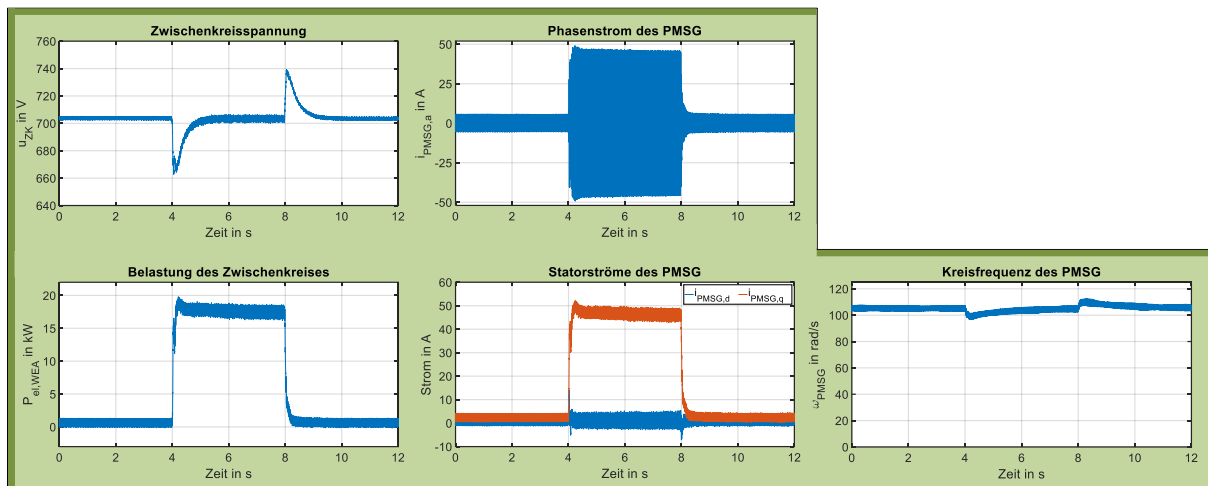 Zwischenkreisspannung
760
740
720
700
680
660
640
u_ZK in V
0 2 4 6 8 10 12
Zeit in s
Phasenstrom des PMSG
50
25
0
-25
-50
i_PMSG,a in A
0 2 4 6 8 10 12
Zeit in s
Belastung des Zwischenkreises
20
15
10
5
0
P_el,WEA in kW
0 2 4 6 8 10 12
Zeit in s
Statorströme des PMSG
60
50
40
30
20
10
0
-10
Strom in A
i_PMSG,d i_PMSG,q
0 2 4 6 8 10 12
Zeit in s
Kreisfrequenz des PMSG
120
100
80
60
40
20
0
ω_PMSG in rad/s
0 2 4 6 8 10 12
Zeit in s